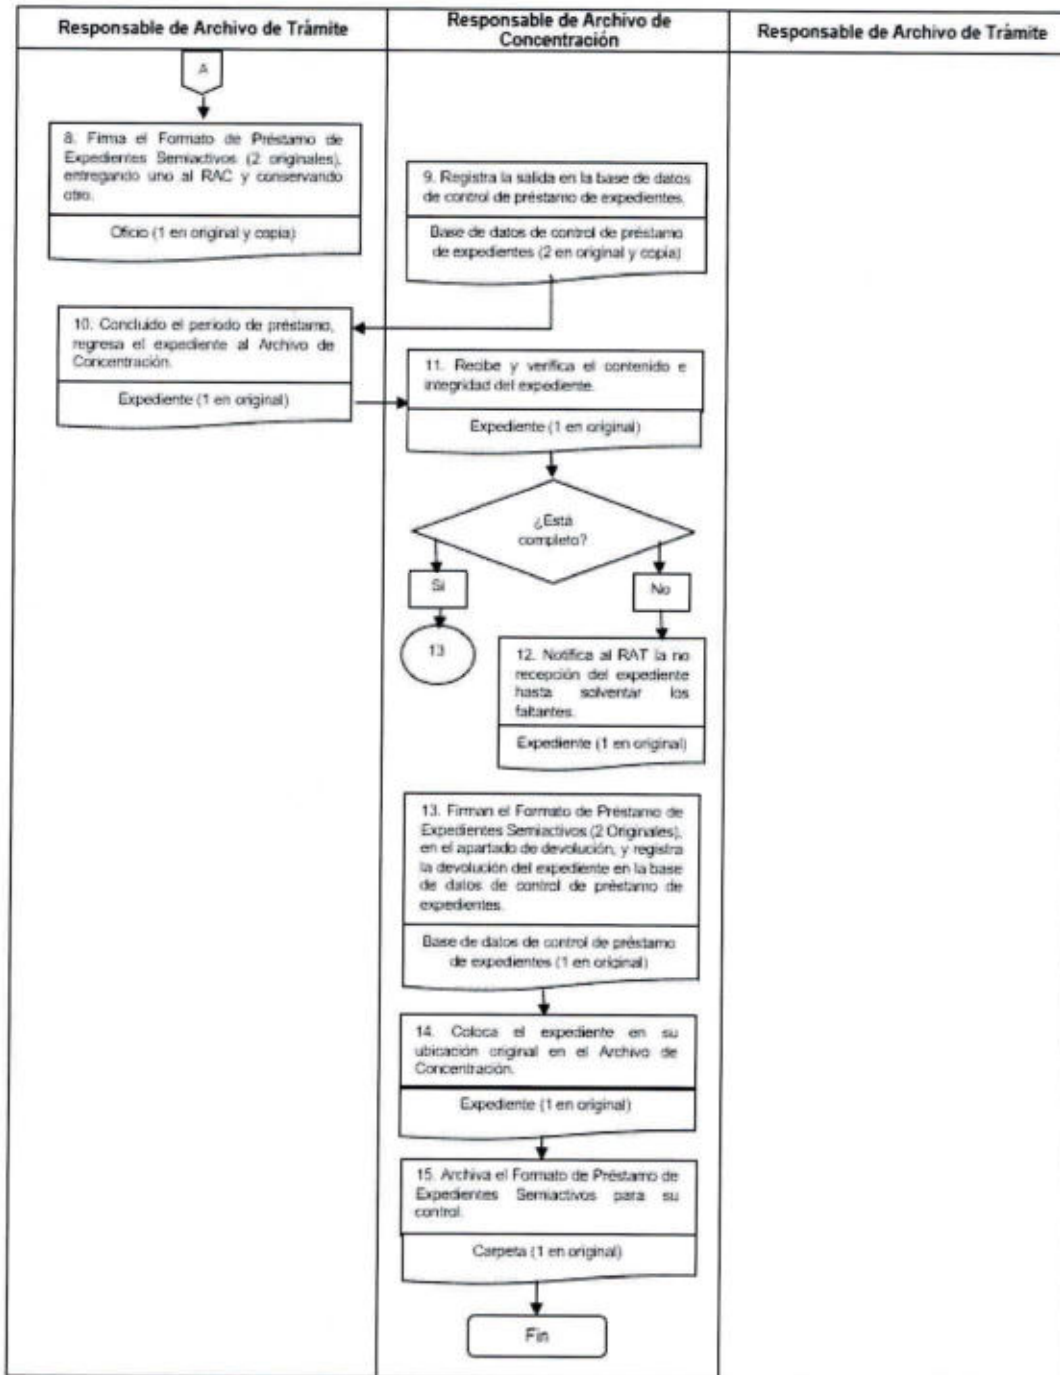 Responsable de Archivo de Trámite
Responsable de Archivo de
Concentración
Responsable de Archivo de Trámite
A
8. Firma el Formato de Préstamo de
Expedientes Semiactivos (2 originales),
entregando uno al RAC y conservando
otro.
Oficio (1 en original y copia)
9. Registra la salida en la base de datos
de control de préstamo de expedientes.
Base de datos de control de préstamo
de expedientes (2 en original y copia)
10. Concluido el periodo de préstamo,
regresa el expediente al Archivo de
Concentración.
Expediente (1 en original)
11. Recibe y verifica el contenido e
integridad del expediente.
Expediente (1 en original)
¿Está
completo?
Si
No
13
12. Notifica al RAT la no
recepción del expediente
hasta solventar los
faltantes.
Expediente (1 en original)
13. Firman el Formato de Préstamo de
Expedientes Semiactivos (2 Originales),
en el apartado de devolución, y registra
la devolución del expediente en la base
de datos de control de préstamo de
expedientes.
Base de datos de control de préstamo
de expedientes (1 en original)
14. Coloca el expediente en su
ubicación original en el Archivo de
Concentración.
Expediente (1 en original)
15. Archiva el Formato de Préstamo de
Expedientes Semiactivos para su
control.
Carpeta (1 en original)
Fin